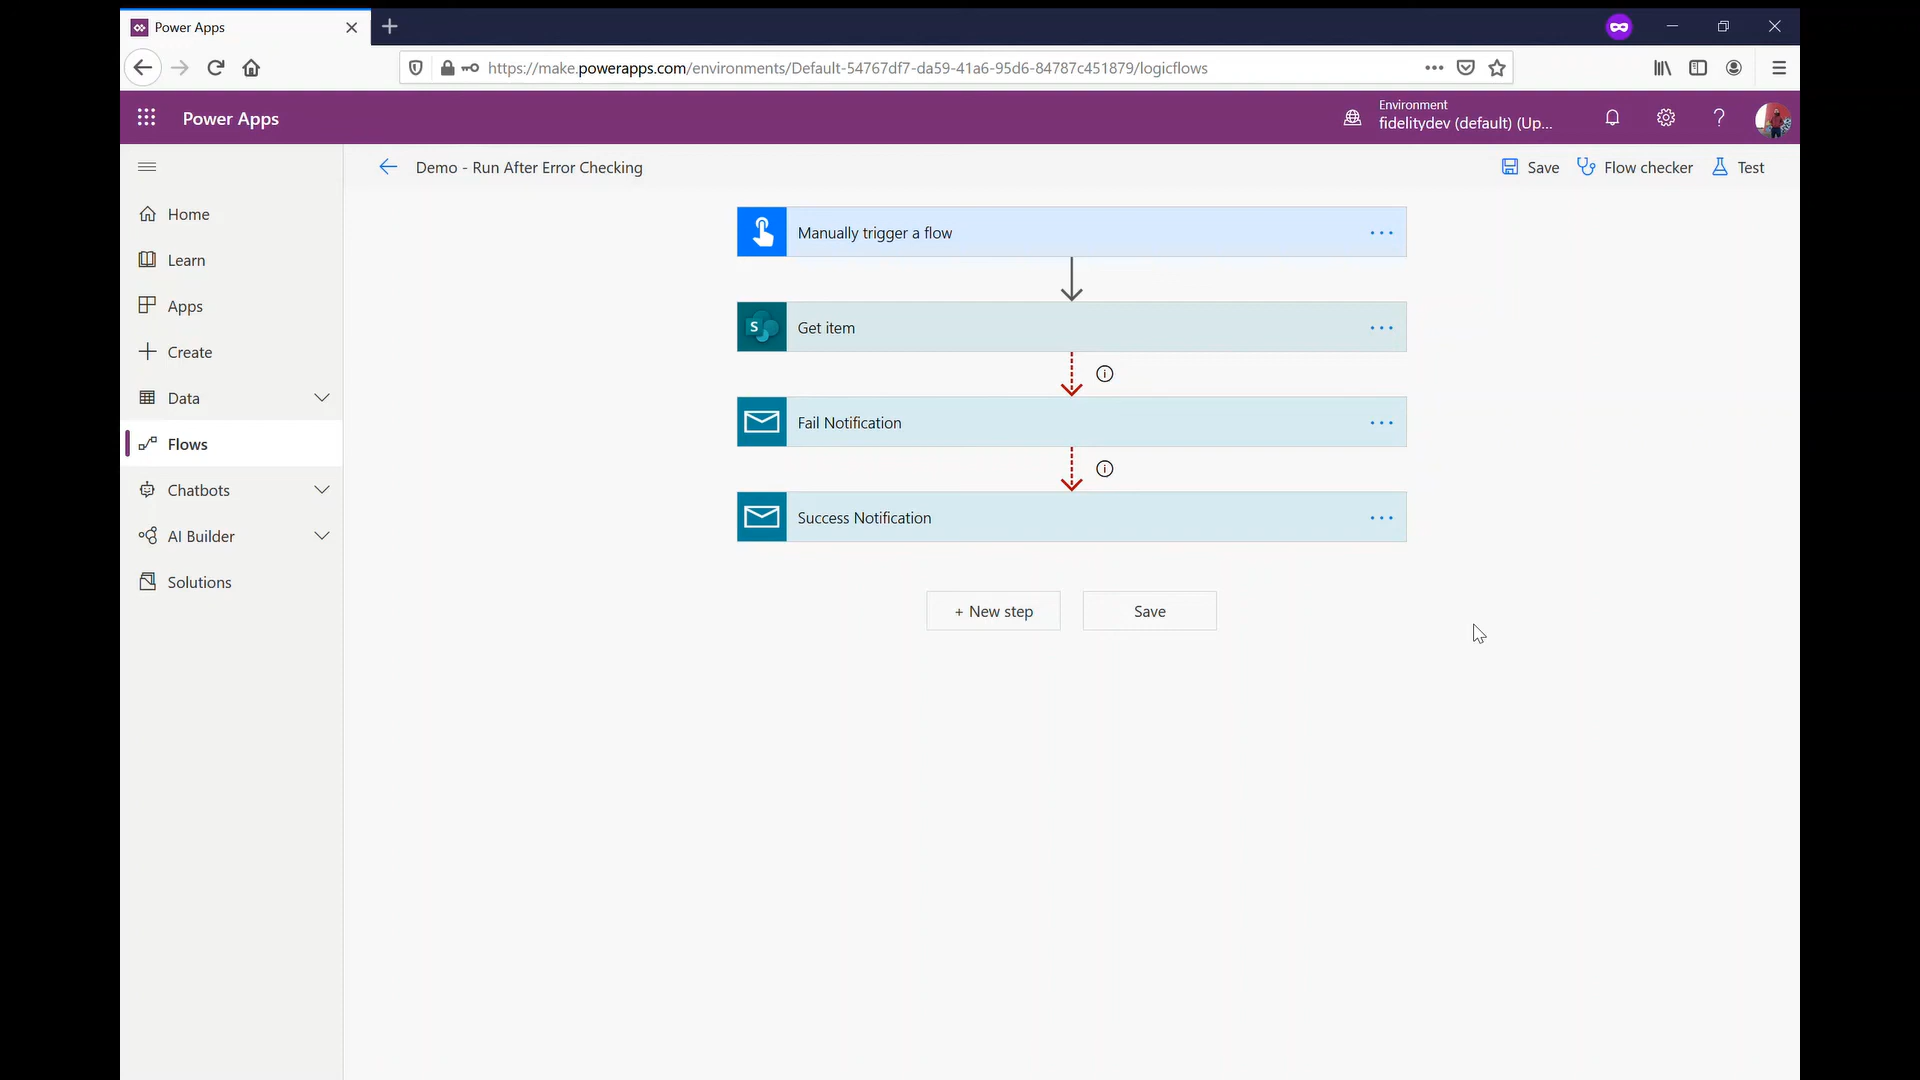 Power Apps
https://make.powerapps.com/environments/Default-54767df7-da59-41a6-95d6-84787c451879/logicflows
Power Apps
Environment
fidelitydev (default) (Up...
Demo - Run After Error Checking
Save
Flow checker
Test
Home
Learn
Apps
Create
Data
Flows
Chatbots
AI Builder
Solutions
Manually trigger a flow
S
Get item
Fail Notification
Success Notification
+ New step
Save